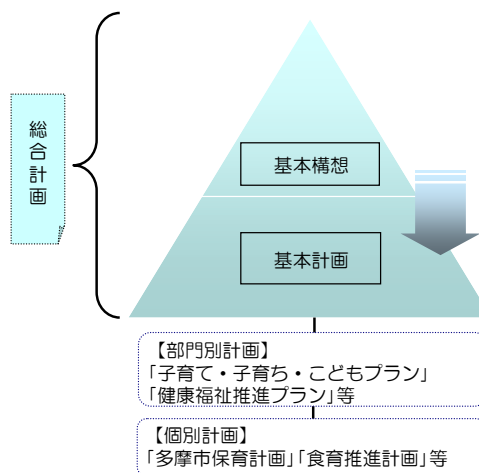 総合計画
基本構想
基本計画
【部門別計画】
「子育て・子育ち・こどもプラン」
「健康福祉推進プラン」等
【個別計画】
「多摩市保育計画」「食育推進計画」等